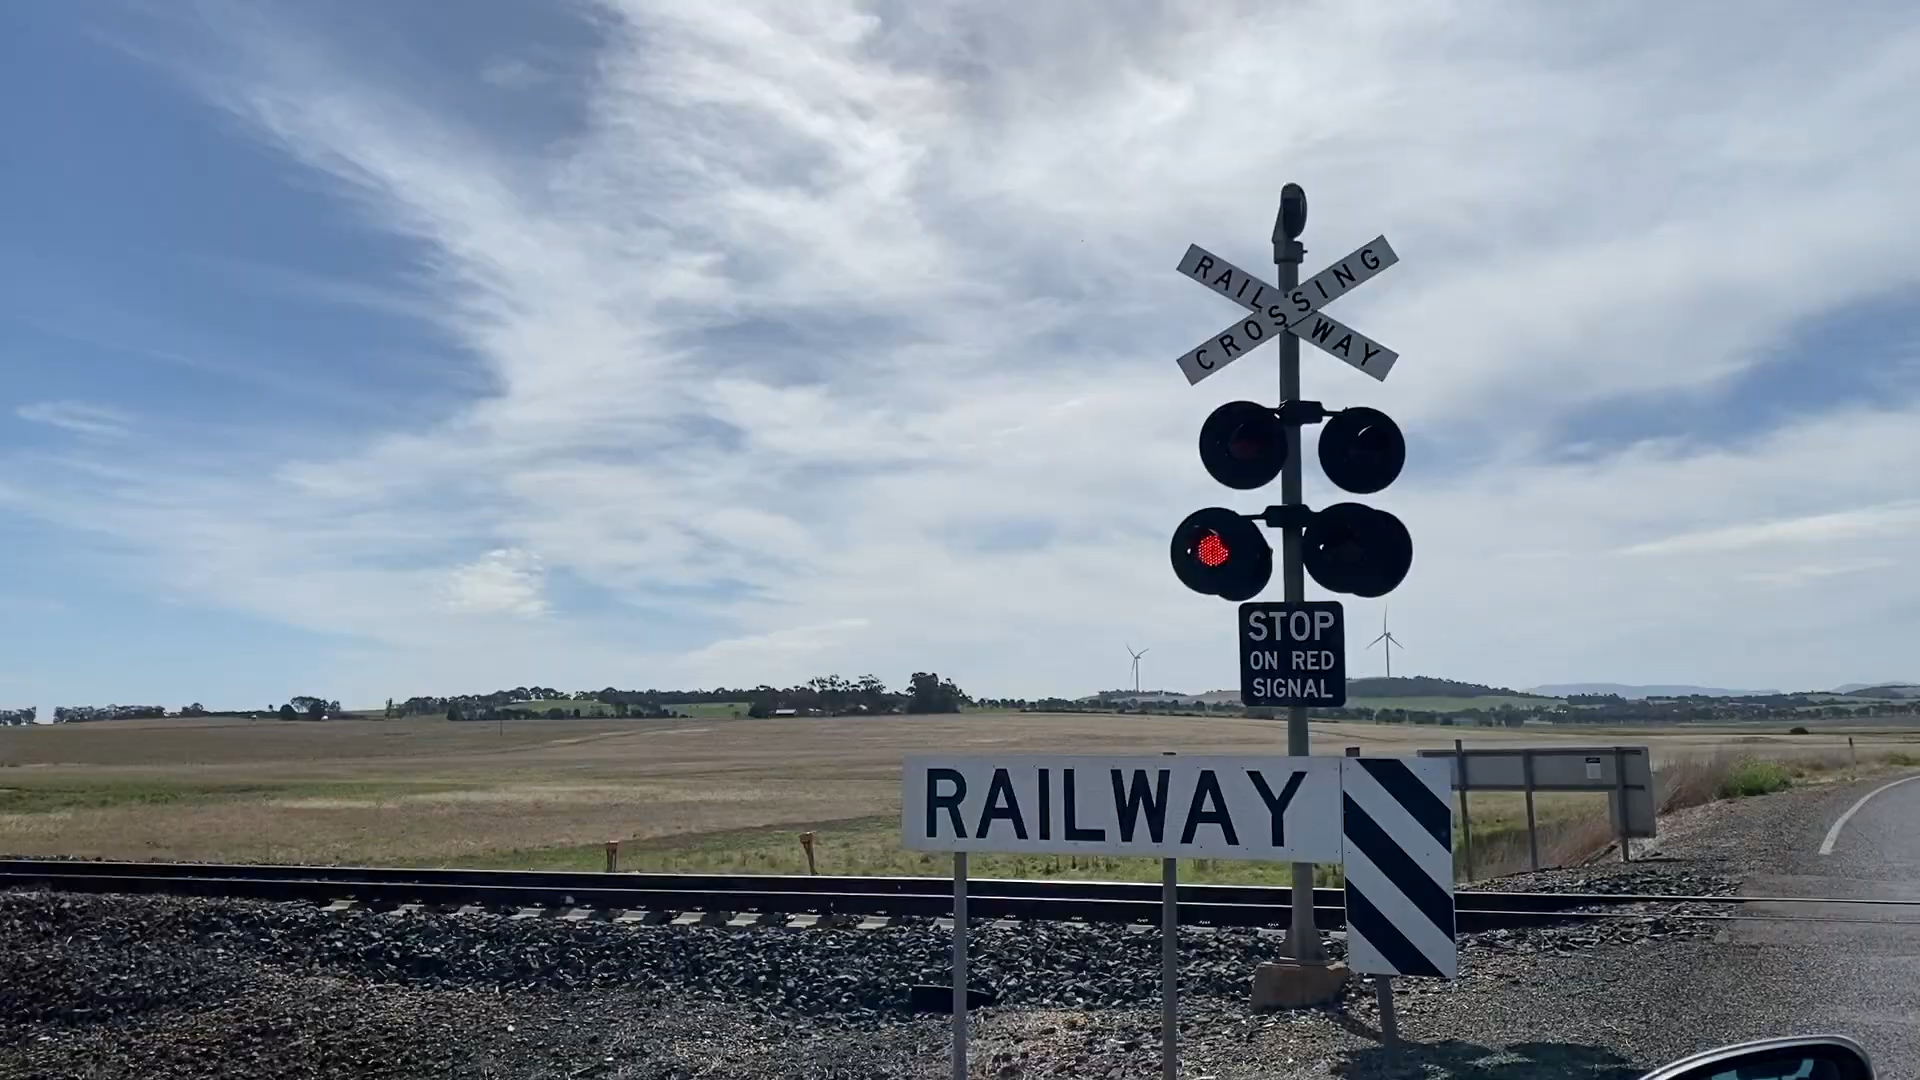 RAILWAY
CROSSING
STOP
ON RED
SIGNAL
RAILWAY